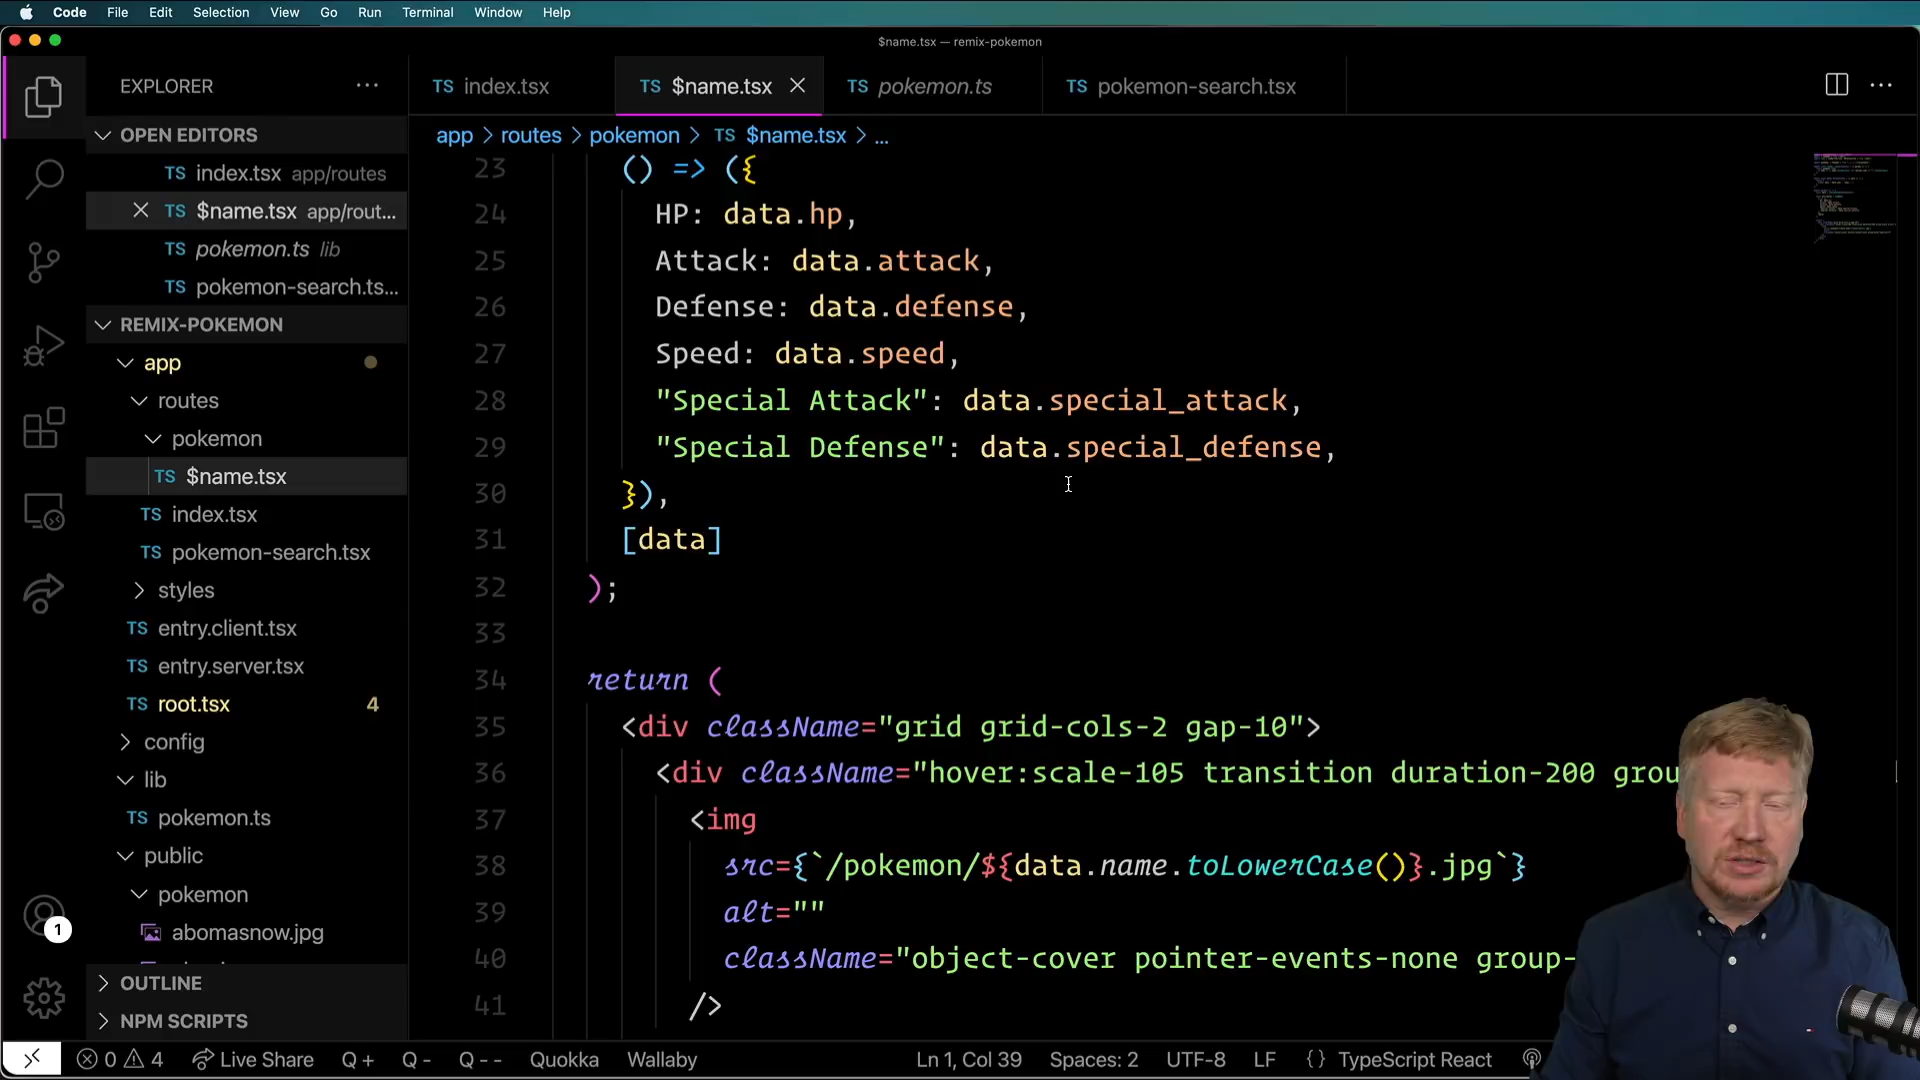 Code File Edit Selection View Go Run Terminal Window Help
$name.tsx — remix-pokemon
EXPLORER
TS index.tsx
TS $name.tsx
TS pokemon.ts
TS pokemon-search.tsx
OPEN EDITORS
TS index.tsx app/routes
TS $name.tsx app/rout...
TS pokemon.ts lib
TS pokemon-search.ts...
REMIX-POKEMON
app
routes
pokemon
TS $name.tsx
TS index.tsx
TS pokemon-search.tsx
styles
TS entry.client.tsx
TS entry.server.tsx
TS root.tsx 4
config
lib
TS pokemon.ts
public
pokemon
abomasnow.jpg
OUTLINE
NPM SCRIPTS
1
app > routes > pokemon > TS $name.tsx > ...
23 () => ({
24 HP: data.hp,
25 Attack: data.attack,
26 Defense: data.defense,
27 Speed: data.speed,
28 "Special Attack": data.special_attack,
29 "Special Defense": data.special_defense,
30 }),
31 [data]
32 );
33
34 return (
35 <div className="grid grid-cols-2 gap-10">
36 <div className="hover:scale-105 transition duration-200 grou
37 <img
38 src={`/pokemon/${data.name.toLowerCase()}.jpg`}
39 alt=""
40 className="object-cover pointer-events-none group-
41 />
0 4 Live Share Q + Q - Q -- Quokka Wallaby Ln 1, Col 39 Spaces: 2 UTF-8 LF {} TypeScript React